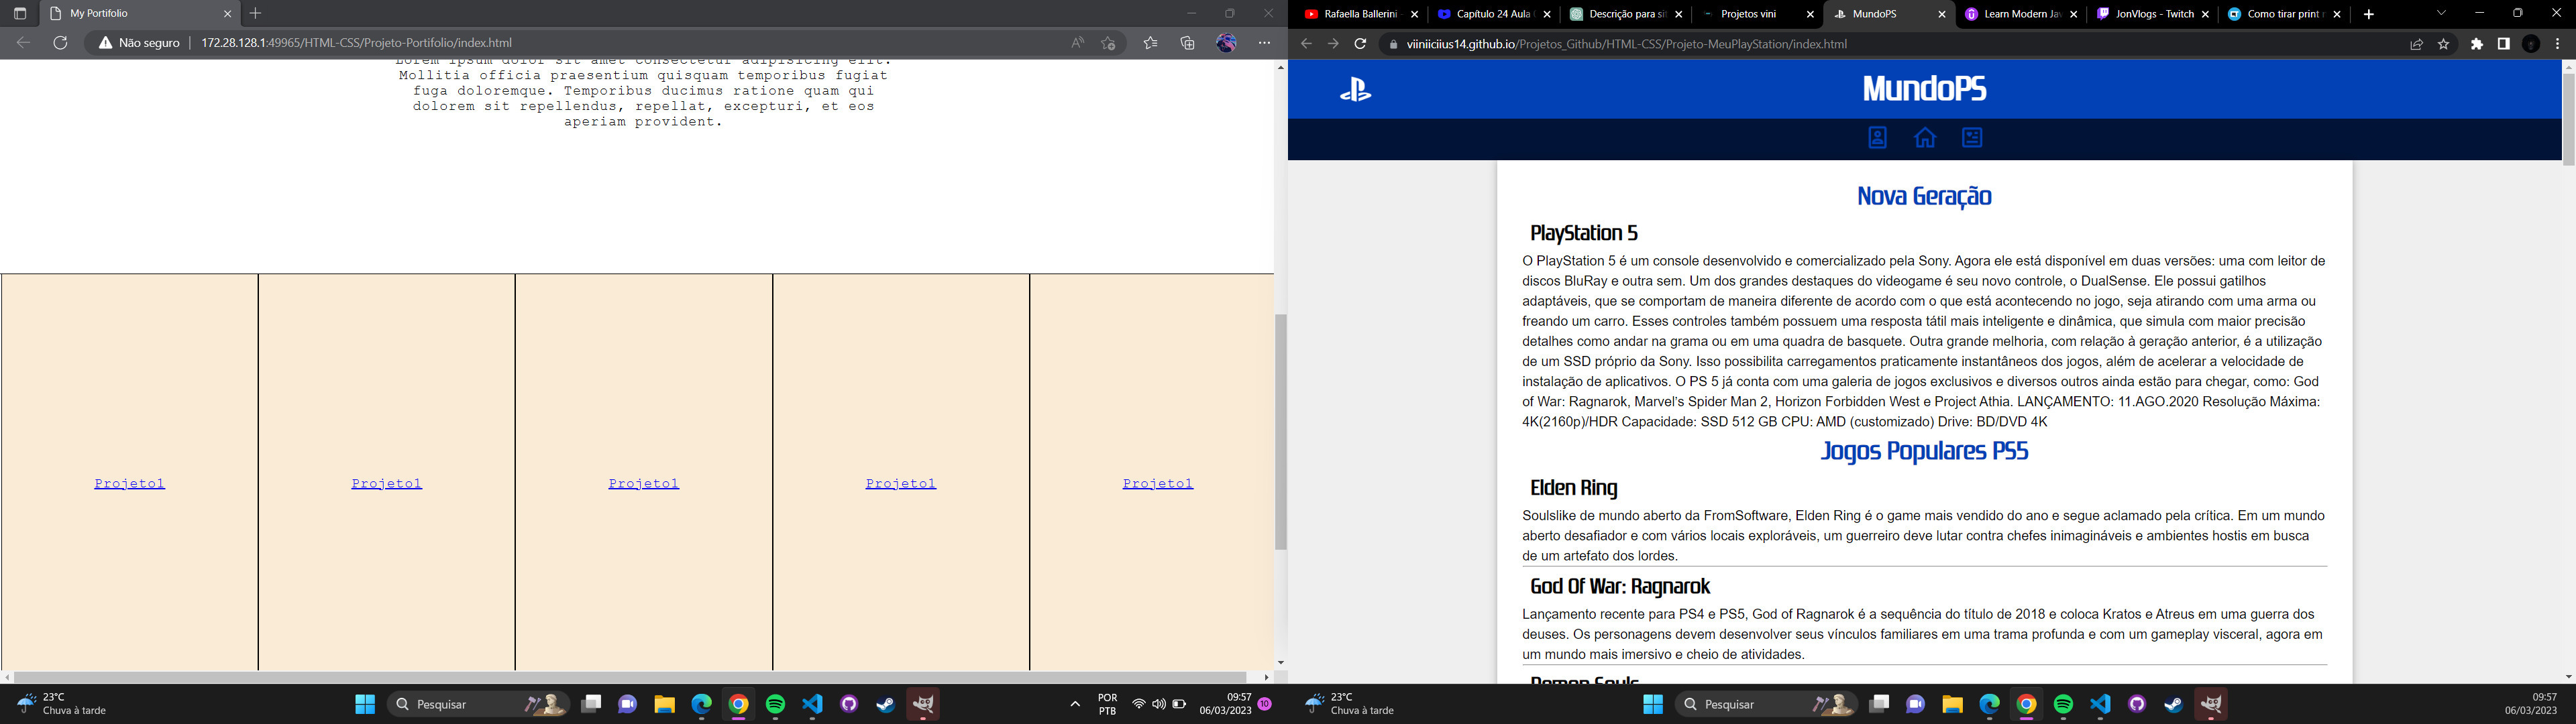 My Portifolio
Não seguro
172.28.128.1:49965/HTML-CSS/Projeto-Portifolio/index.html
Lorem ipsum dolor sit amet consectetur adipisicing elit.
Mollitia officia praesentium quisquam temporibus fugiat
fuga doloremque. Temporibus ducimus ratione quam qui
dolorem sit repellendus, repellat, excepturi, et eos
aperiam provident.
Projeto1
Projeto1
Projeto1
Projeto1
Projeto1
23°C
Chuva à tarde
Pesquisar
POR
PTB
09:57
06/03/2023
10
Rafaella Ballerini
Capítulo 24 Aula
Descrição para sit
Projetos vini
MundoPS
Learn Modern Jav
JonVlogs - Twitch
Como tirar print
viiniiciius14.github.io/Projetos_Github/HTML-CSS/Projeto-MeuPlayStation/index.html
MundoPS
Nova Geração
PlayStation 5
O PlayStation 5 é um console desenvolvido e comercializado pela Sony. Agora ele está disponível em duas versões: uma com leitor de
discos BluRay e outra sem. Um dos grandes destaques do videogame é seu novo controle, o DualSense. Ele possui gatilhos
adaptáveis, que se comportam de maneira diferente de acordo com o que está acontecendo no jogo, seja atirando com uma arma ou
freando um carro. Esses controles também possuem uma resposta tátil mais inteligente e dinâmica, que simula com maior precisão
detalhes como andar na grama ou em uma quadra de basquete. Outra grande melhoria, com relação à geração anterior, é a utilização
de um SSD próprio da Sony. Isso possibilita carregamentos praticamente instantâneos dos jogos, além de acelerar a velocidade de
instalação de aplicativos. O PS 5 já conta com uma galeria de jogos exclusivos e diversos outros ainda estão para chegar, como: God
of War: Ragnarok, Marvel's Spider Man 2, Horizon Forbidden West e Project Athia. LANÇAMENTO: 11.AGO.2020 Resolução Máxima:
4K(2160p)/HDR Capacidade: SSD 512 GB CPU: AMD (customizado) Drive: BD/DVD 4K
Jogos Populares PS5
Elden Ring
Soulslike de mundo aberto da FromSoftware, Elden Ring é o game mais vendido do ano e segue aclamado pela crítica. Em um mundo
aberto desafiador e com vários locais exploráveis, um guerreiro deve lutar contra chefes inimagináveis e ambientes hostis em busca
de um artefato dos lordes.
God Of War: Ragnarok
Lançamento recente para PS4 e PS5, God of Ragnarok é a sequência do título de 2018 e coloca Kratos e Atreus em uma guerra dos
deuses. Os personagens devem desenvolver seus vínculos familiares em uma trama profunda e com um gameplay visceral, agora em
um mundo mais imersivo e cheio de atividades.
Demon Souls
23°C
Chuva à tarde
Pesquisar
09:57
06/03/2023